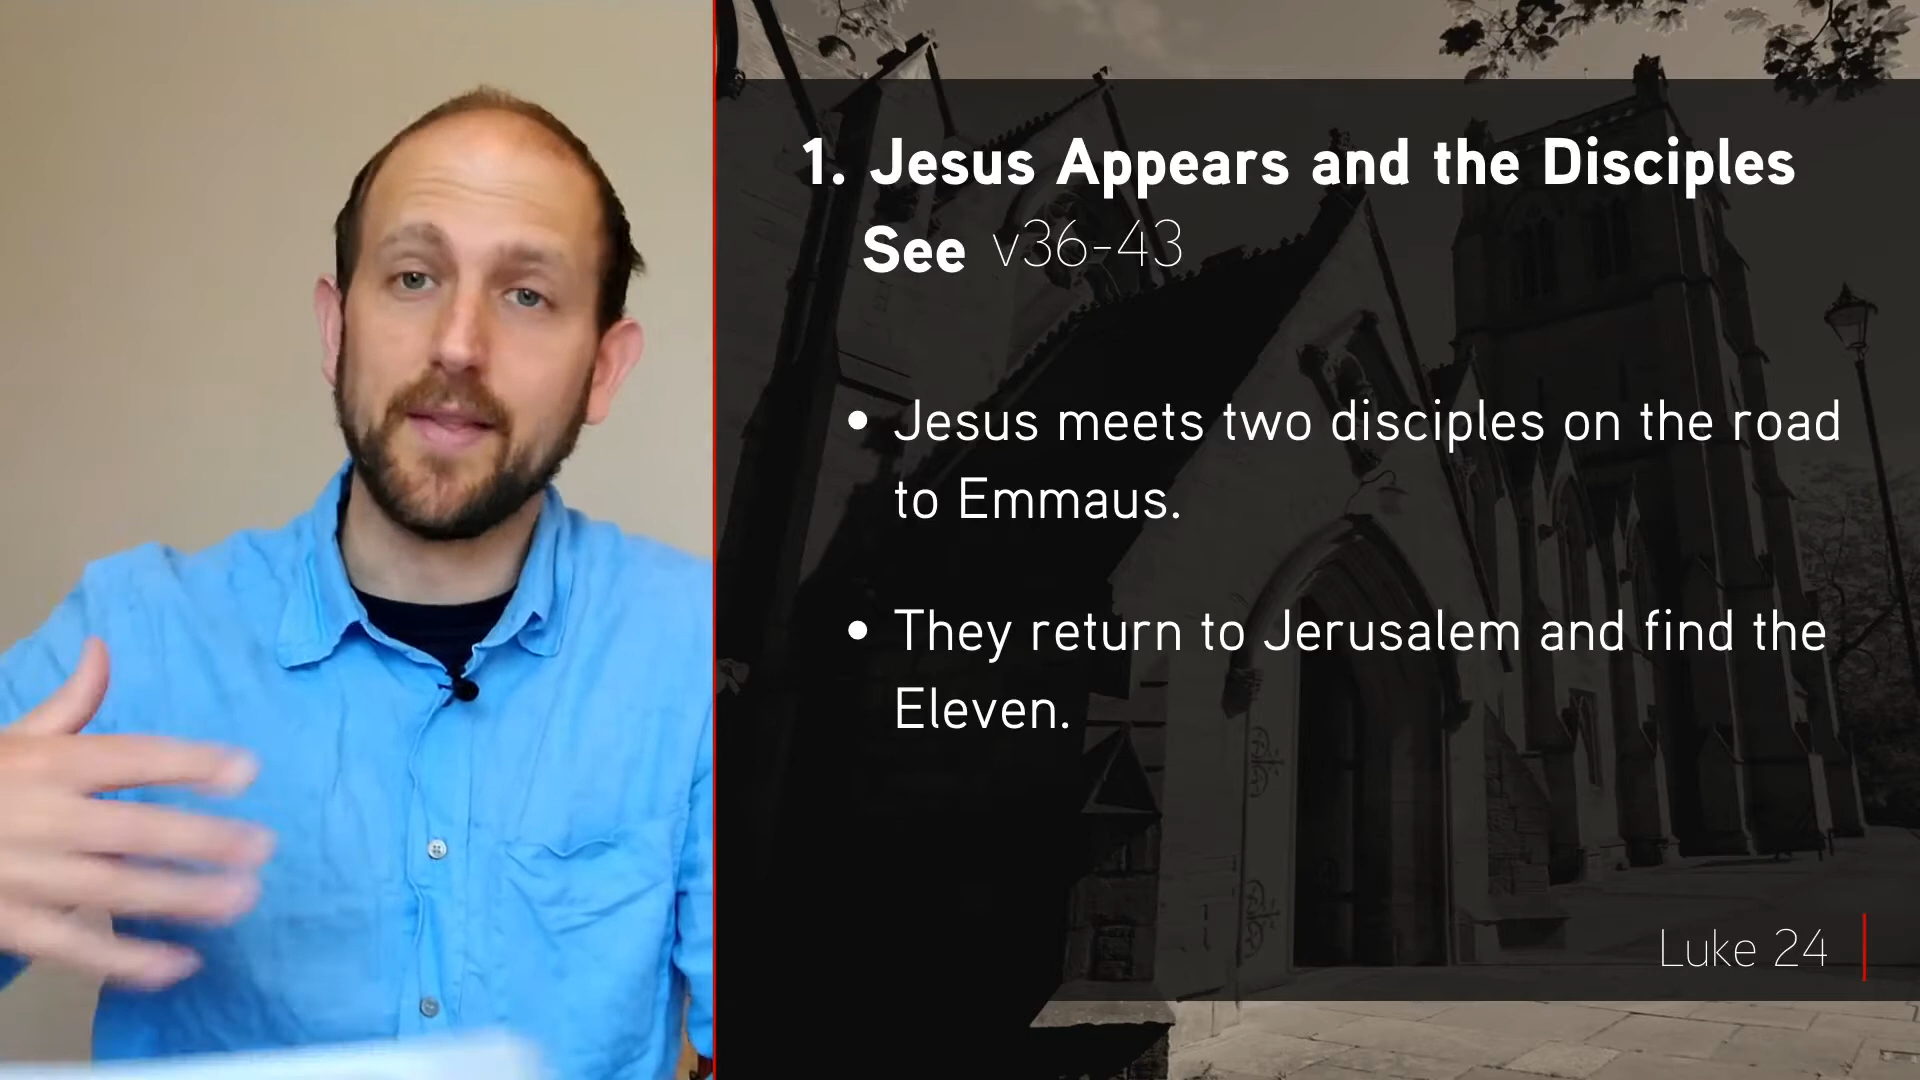 1. Jesus Appears and the Disciples
See v36-43
• Jesus meets two disciples on the road
to Emmaus.
• They return to Jerusalem and find the
Eleven.
Luke 24